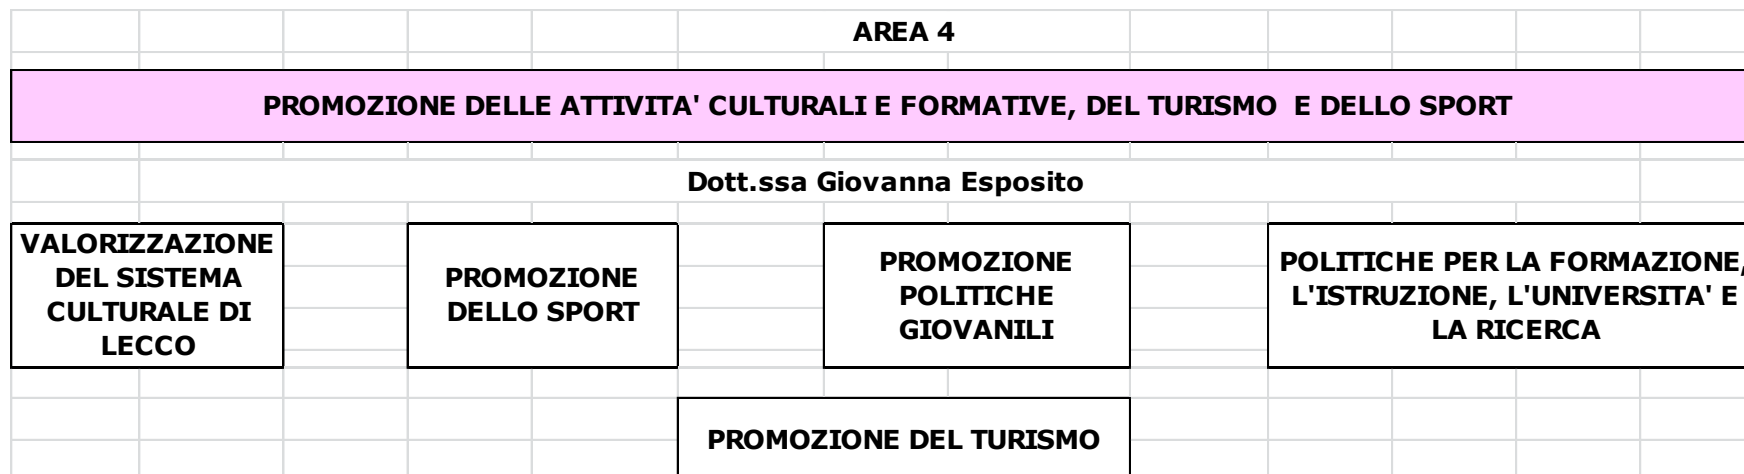 AREA 4
PROMOZIONE DELLE ATTIVITA' CULTURALI E FORMATIVE, DEL TURISMO  E DELLO SPORT
Dott.ssa Giovanna Esposito
VALORIZZAZIONE
DEL SISTEMA
CULTURALE DI
LECCO
PROMOZIONE
DELLO SPORT
PROMOZIONE
POLITICHE
GIOVANILI
POLITICHE PER LA FORMAZIONE,
L'ISTRUZIONE, L'UNIVERSITA' E
LA RICERCA
PROMOZIONE DEL TURISMO